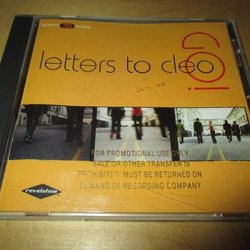 letters to cleo
GO!
FOR PROMOTIONAL USE ONLY
SALE OR OTHER TRANSFER IS
PROHIBITED. MUST BE RETURNED ON
DEMAND OF RECORDING COMPANY.
revolution